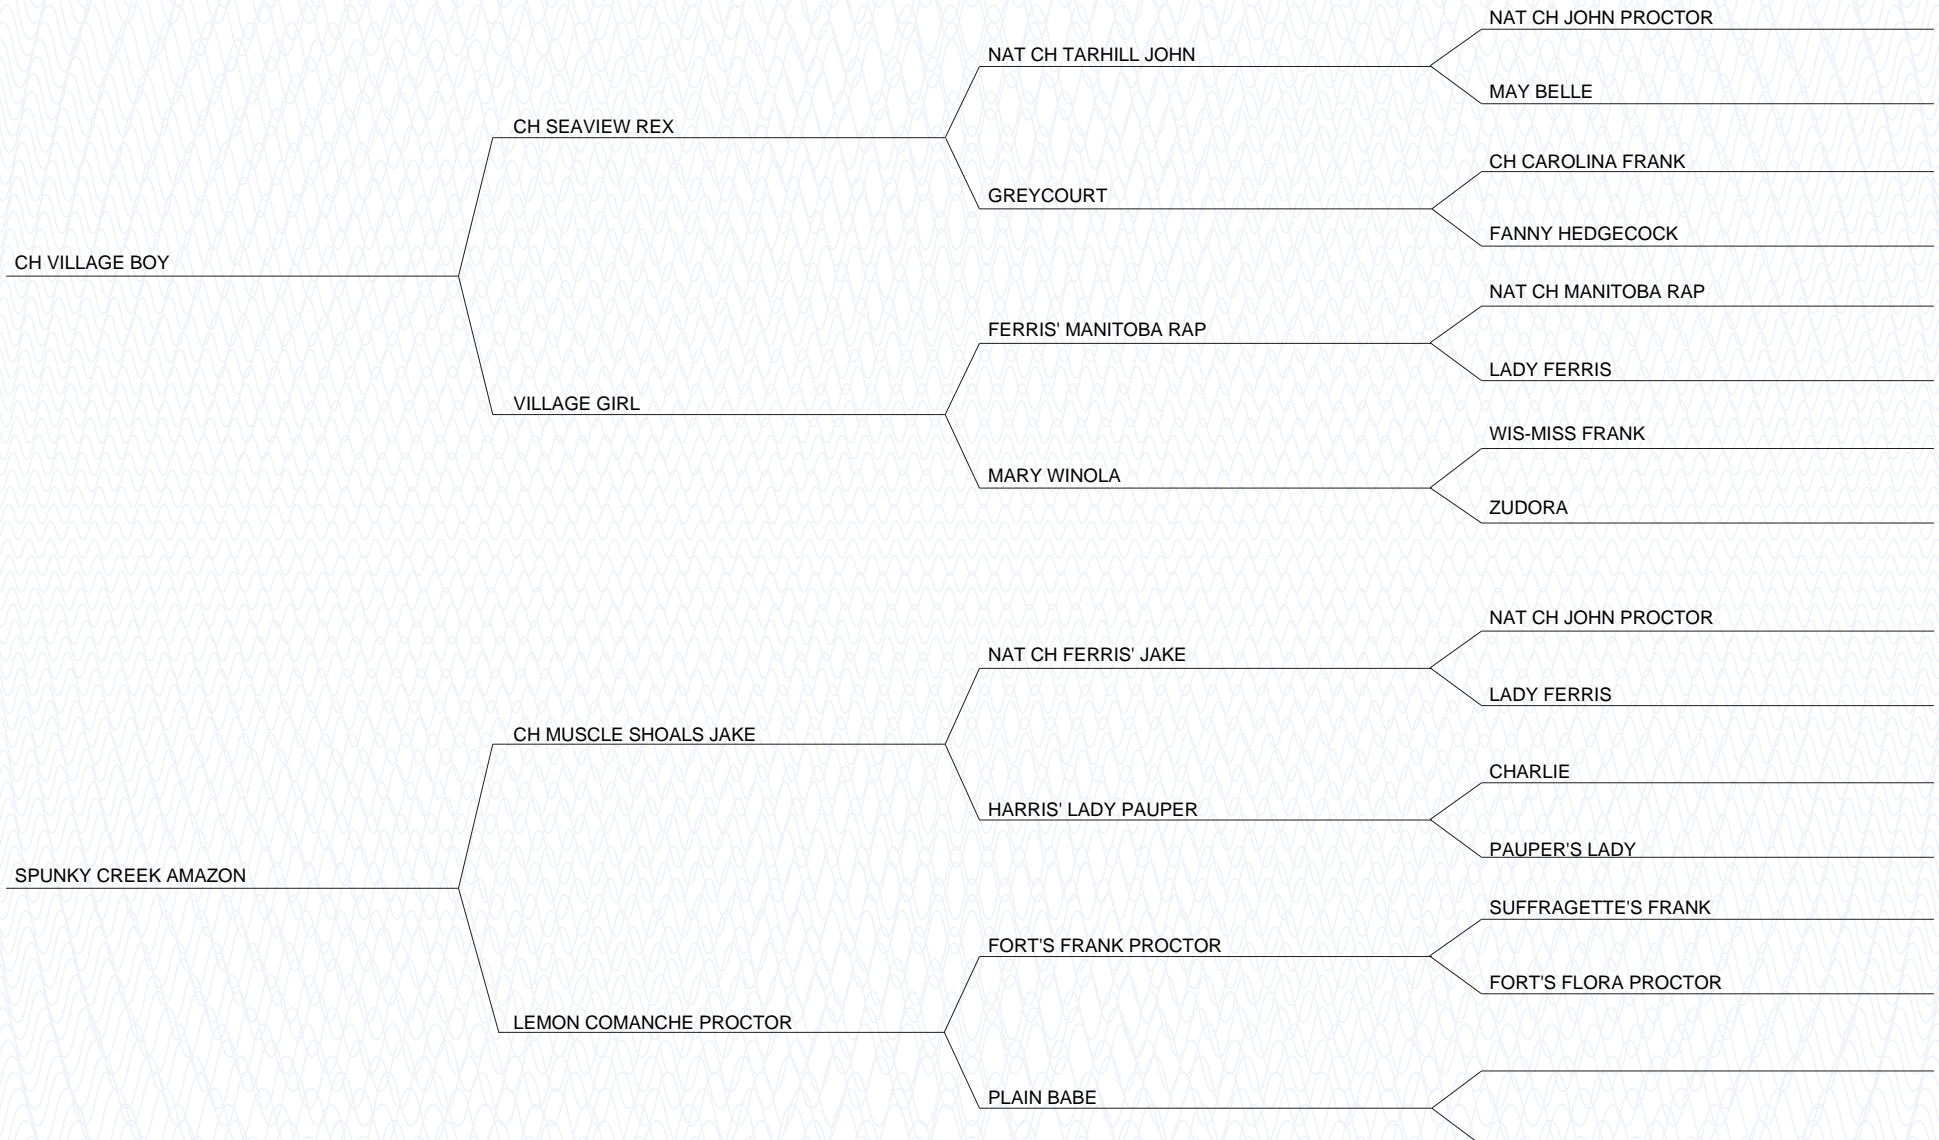 NAT CH JOHN PROCTOR
NAT CH TARHILL JOHN
MAY BELLE
CH SEAVIEW REX
CH CAROLINA FRANK
GREYCOURT
FANNY HEDGECOCK
CH VILLAGE BOY
NAT CH MANITOBA RAP
FERRIS' MANITOBA RAP
LADY FERRIS
VILLAGE GIRL
WIS-MISS FRANK
MARY WINOLA
ZUDORA
NAT CH JOHN PROCTOR
NAT CH FERRIS' JAKE
LADY FERRIS
CH MUSCLE SHOALS JAKE
CHARLIE
HARRIS' LADY PAUPER
PAUPER'S LADY
SPUNKY CREEK AMAZON
SUFFRAGETTE'S FRANK
FORT'S FRANK PROCTOR
FORT'S FLORA PROCTOR
LEMON COMANCHE PROCTOR
PLAIN BABE